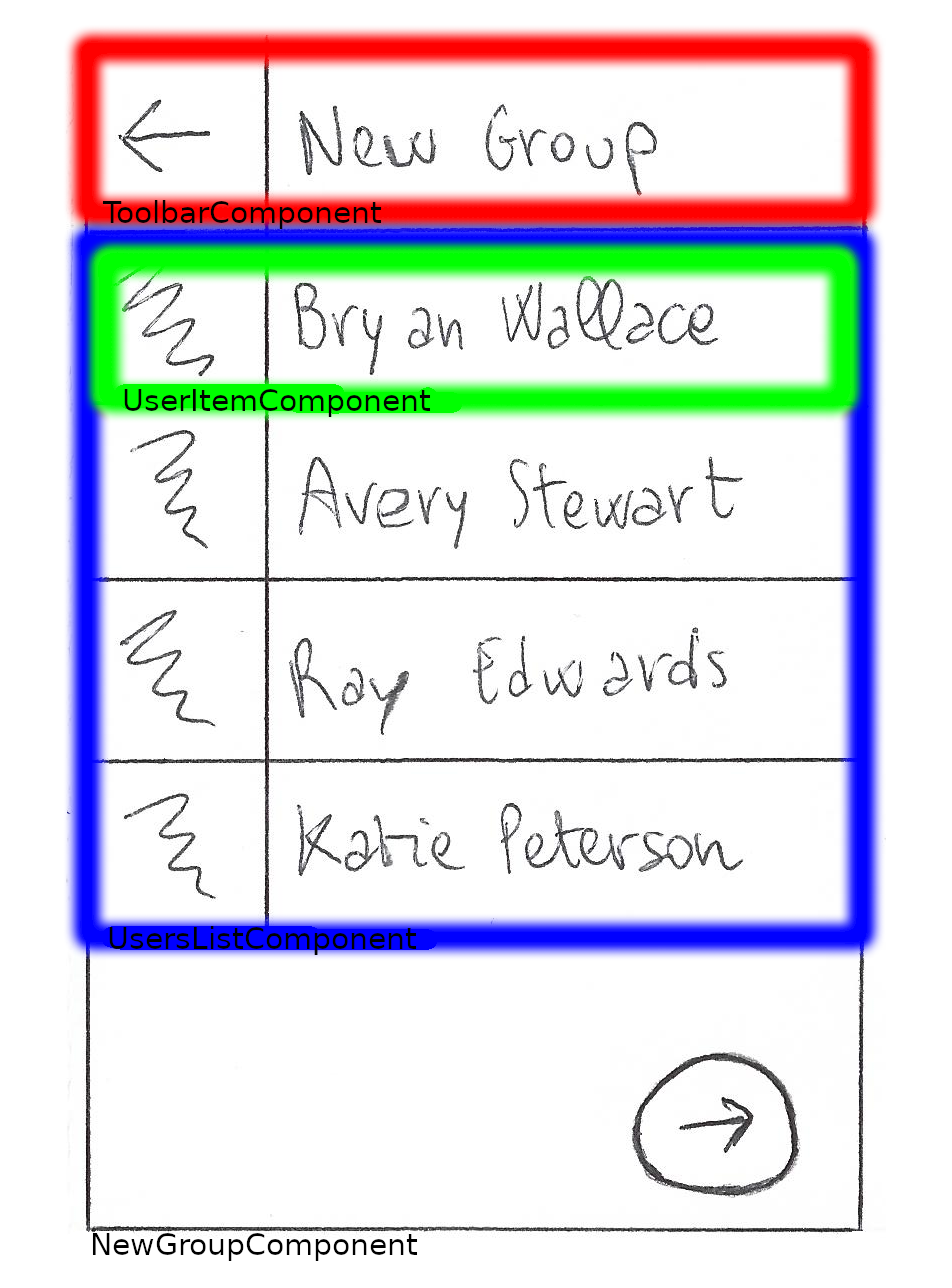 New Group
ToolbarComponent
Bryan Wallace
UserItemComponent
Avery Stewart
Ray Edwards
Katie Peterson
UsersListComponent
NewGroupComponent